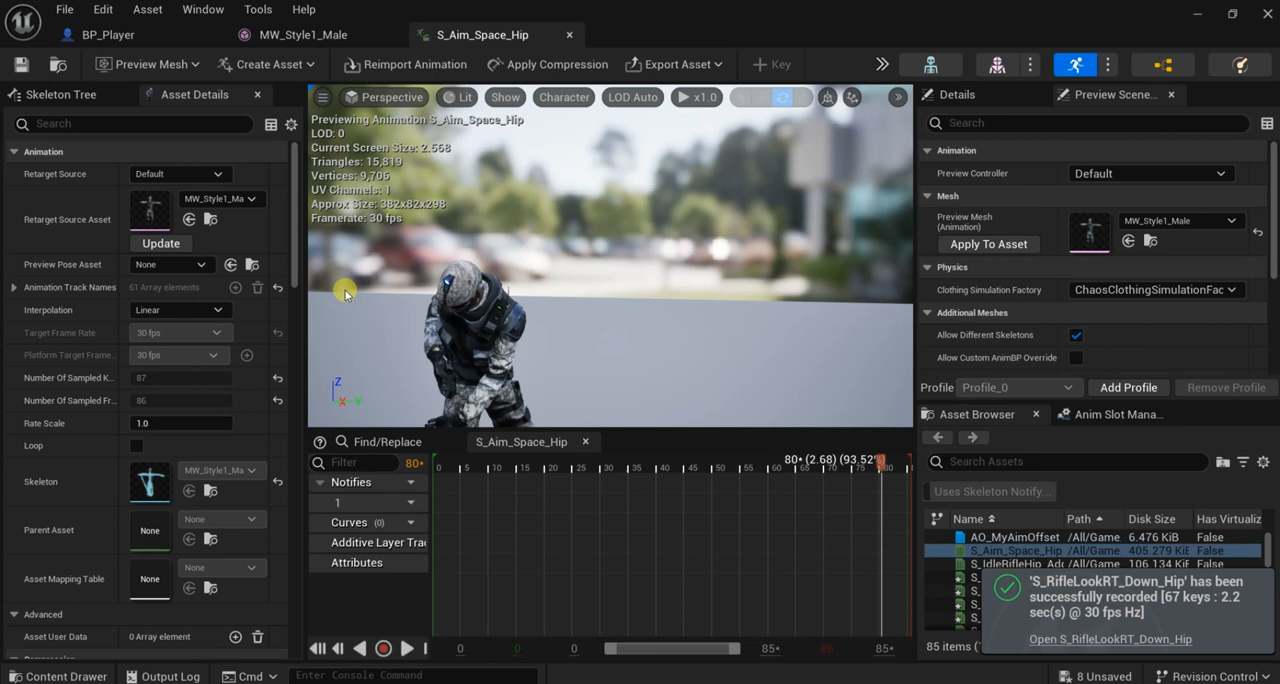 File Edit Asset Window Tools Help
BP_Player MW_Style1_Male S_Aim_Space_Hip
Preview Mesh Create Asset Reimport Animation Apply Compression Export Asset Key
Skeleton Tree Asset Details
Search
Animation
Retarget Source Default
Retarget Source Asset MW_Style1_Ma
Update
Preview Pose Asset None
Animation Track Names 61 Array elements
Interpolation Linear
Target Frame Rate 30 fps
Platform Target Frame... 30 fps
Number Of Sampled K... 87
Number Of Sampled Fr... 86
Rate Scale 1.0
Loop
Skeleton MW_Style1_Ma
Parent Asset None None
Asset Mapping Table None None
Advanced
Asset User Data 0 Array element
Perspective Lit Show Character LOD Auto x1.0
Previewing Animation S_Aim_Space_Hip
LOD: 0
Current Screen Size: 2.568
Triangles: 15,819
Vertices: 9,706
UV Channels: 1
Approx Size: 382x82x298
Framerate: 30 fps
Z
X Y
Find/Replace S_Aim_Space_Hip
Filter 80*
80* (2.68) (93.52%)
0 5 10 15 20 25 30 35 40 45 50 55 60 65 70 75 80
Notifies
1
Curves (0)
Additive Layer Tra
Attributes
0 0 0 85* 86 85*
Details Preview Scene...
Search
Animation
Preview Controller Default
Mesh
Preview Mesh
(Animation) MW_Style1_Male
Apply To Asset
Physics
Clothing Simulation Factory ChaosClothingSimulationFac
Additional Meshes
Allow Different Skeletons
Allow Custom AnimBP Override
Profile Profile_0 Add Profile Remove Profile
Asset Browser Anim Slot Mana...
Search Assets
Uses Skeleton Notify...
Name Path Disk Size Has Virtualiz
AO_MyAimOffset /All/Game 6.476 KiB False
S_Aim_Space_Hip /All/Game 405.279 KiB False
S_IdleRifleHip_Ad /All/Game 106.134 KiB False
'S_RifleLookRT_Down_Hip' has been
successfully recorded [67 keys : 2.2
sec(s) @ 30 fps Hz]
Open S_RifleLookRT_Down_Hip
85 items (
Content Drawer Output Log Cmd Enter Console Command 8 Unsaved Revision Control